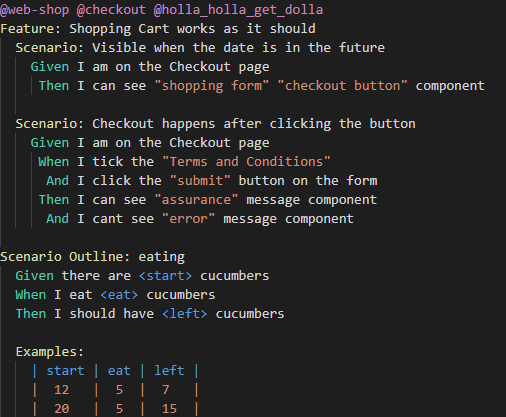 @web-shop @checkout @holla_holla_get_dolla
Feature: Shopping Cart works as it should
Scenario: Visible when the date is in the future
Given I am on the Checkout page
Then I can see "shopping form" "checkout button" component
Scenario: Checkout happens after clicking the button
Given I am on the Checkout page
When I tick the "Terms and Conditions"
And I click the "submit" button on the form
Then I can see "assurance" message component
And I cant see "error" message component
Scenario Outline: eating
Given there are <start> cucumbers
When I eat <eat> cucumbers
Then I should have <left> cucumbers
Examples:
| start | eat | left |
| 12 | 5 | 7 |
| 20 | 5 | 15 |